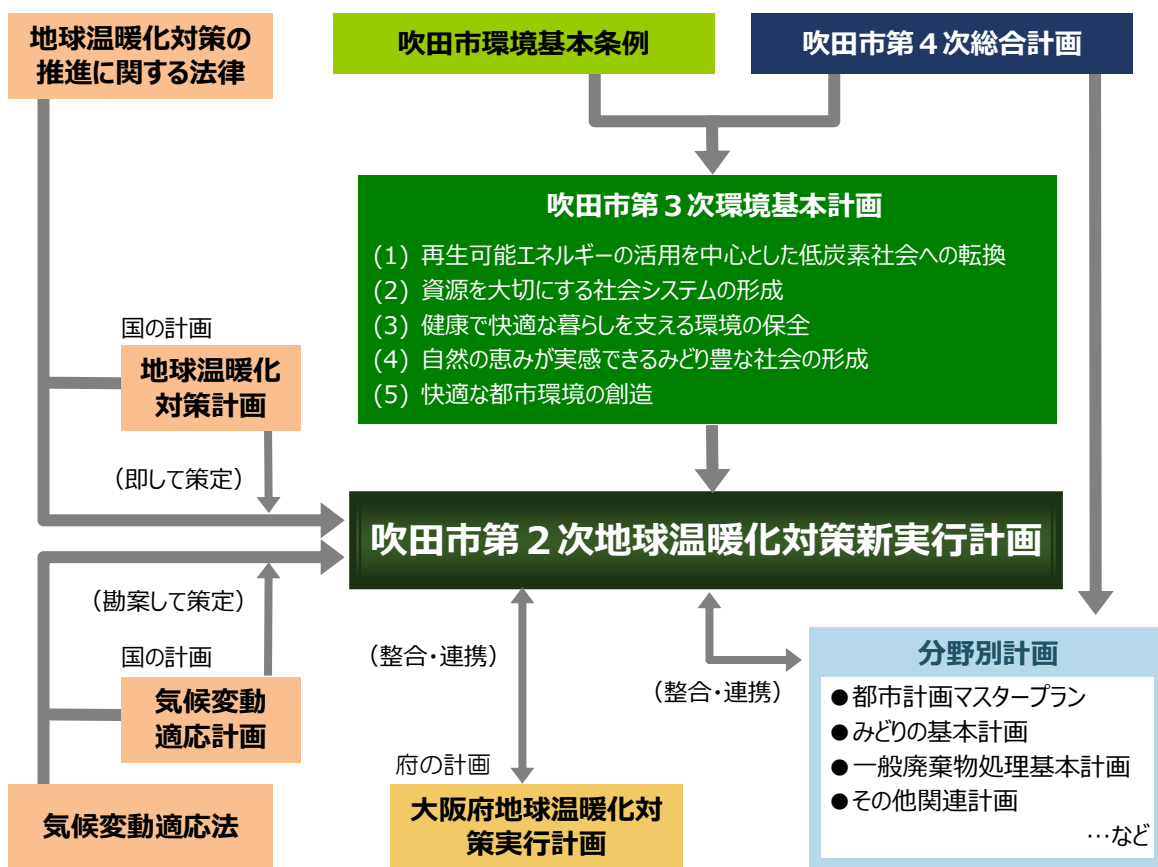 地球温暖化対策の
推進に関する法律
吹田市環境基本条例
吹田市第４次総合計画
吹田市第３次環境基本計画
(1) 再生可能エネルギーの活用を中心とした低炭素社会への転換
(2) 資源を大切にする社会システムの形成
(3) 健康で快適な暮らしを支える環境の保全
(4) 自然の恵みが実感できるみどり豊な社会の形成
(5) 快適な都市環境の創造
国の計画
地球温暖化
対策計画
（即して策定）
吹田市第２次地球温暖化対策新実行計画
（勘案して策定）
国の計画
気候変動
適応計画
気候変動適応法
（整合・連携）
府の計画
大阪府地球温暖化対
策実行計画
（整合・連携）
分野別計画
●都市計画マスタープラン
●みどりの基本計画
●一般廃棄物処理基本計画
●その他関連計画
…など